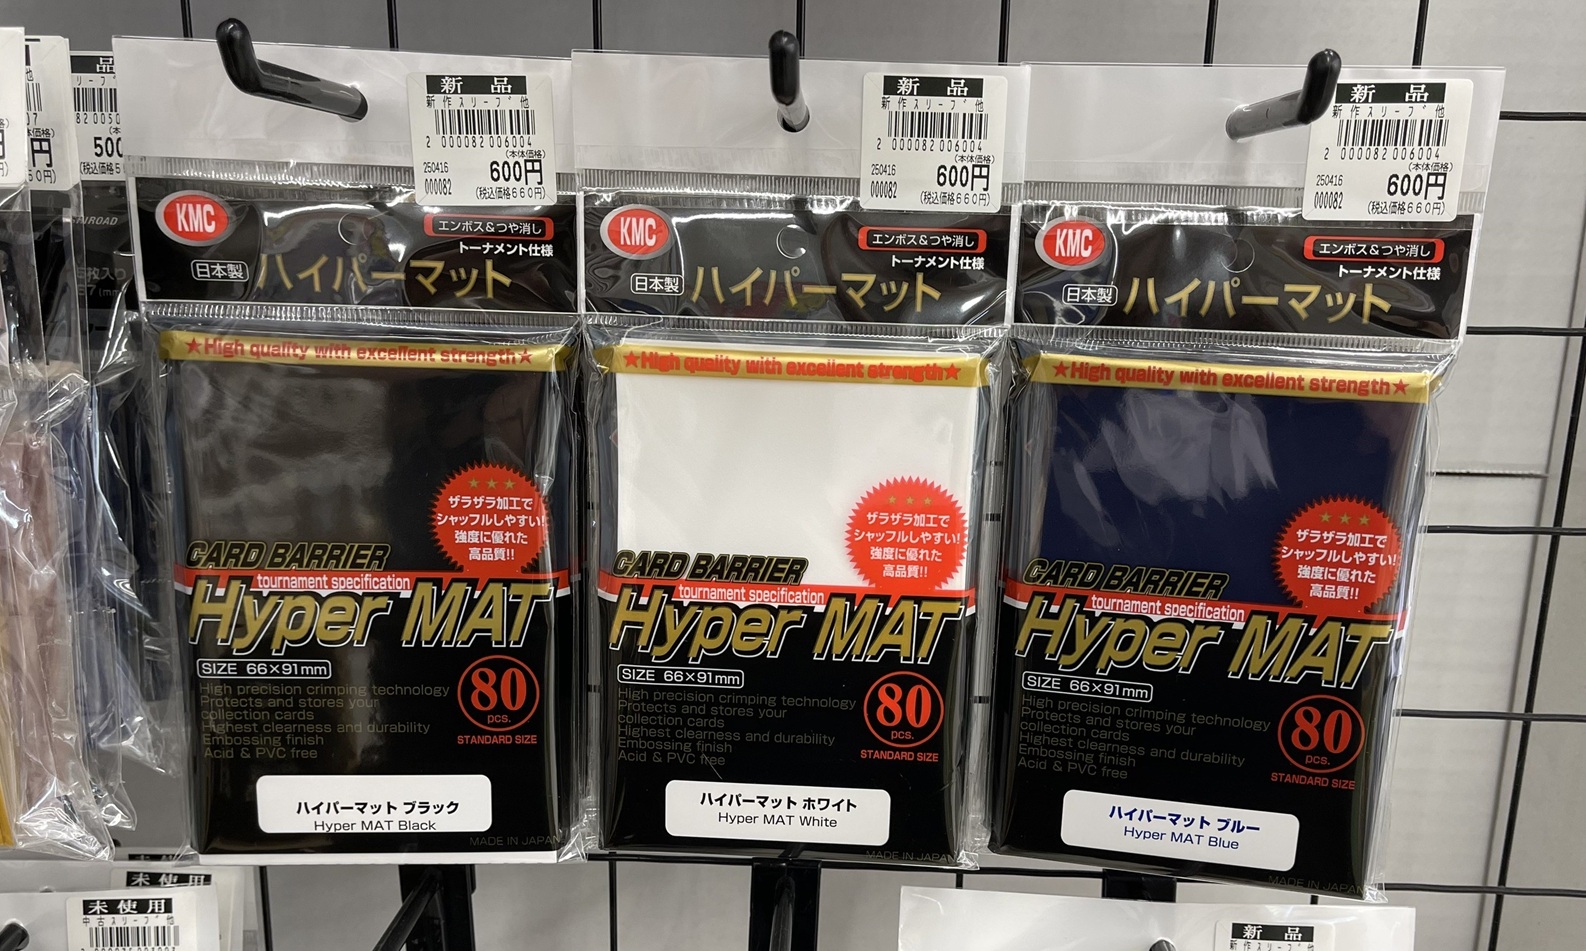 新品
新作スリーブ他
2 000082 006004
(本体価格)
250416
600円
000082
(税込価格660円)
KMC
エンボス&つや消し
トーナメント仕様
日本製
ハイパーマット
★High quality with excellent strength★
ザラザラ加工で
シャッフルしやすい!
強度に優れた
高品質!!
CARD BARRIER
tournament specification
Hyper MAT
SIZE 66×91mm
80
pcs.
STANDARD SIZE
High precision crimping technology
Protects and stores your
collection cards
Highest clearness and durability
Embossing finish
Acid & PVC free
ハイパーマット ブラック
Hyper MAT Black
MADE IN JAPAN
新品
新作スリーブ他
2 000082 006004
(本体価格)
250416
600円
000082
(税込価格660円)
KMC
エンボス&つや消し
トーナメント仕様
日本製
ハイパーマット
★High quality with excellent strength★
ザラザラ加工で
シャッフルしやすい!
強度に優れた
高品質!!
CARD BARRIER
tournament specification
Hyper MAT
SIZE 66×91mm
80
pcs.
STANDARD SIZE
High precision crimping technology
Protects and stores your
collection cards
Highest clearness and durability
Embossing finish
Acid & PVC free
ハイパーマット ホワイト
Hyper MAT White
MADE IN JAPAN
新品
新作スリーブ他
2 000082 006004
(本体価格)
250416
600円
000082
(税込価格660円)
KMC
エンボス&つや消し
トーナメント仕様
日本製
ハイパーマット
★High quality with excellent strength★
ザラザラ加工で
シャッフルしやすい!
強度に優れた
高品質!!
CARD BARRIER
tournament specification
Hyper MAT
SIZE 66×91mm
80
pcs.
STANDARD SIZE
High precision crimping technology
Protects and stores your
collection cards
Highest clearness and durability
Embossing finish
Acid & PVC free
ハイパーマット ブルー
Hyper MAT Blue
MADE IN JAPAN
品
500
円
未使用
未使用
中古スリーブ他
新品